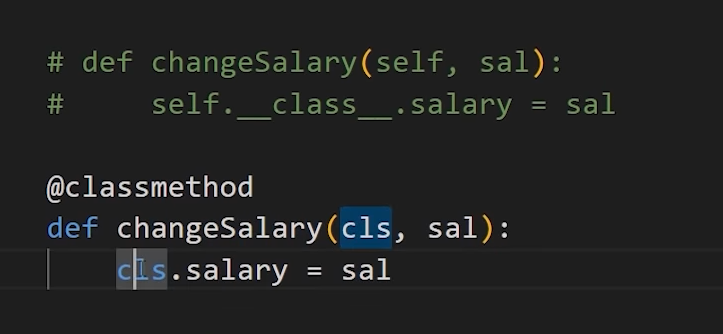 # def changeSalary(self, sal):
#     self.__class__.salary = sal
@classmethod
def changeSalary(cls, sal):
    cls.salary = sal